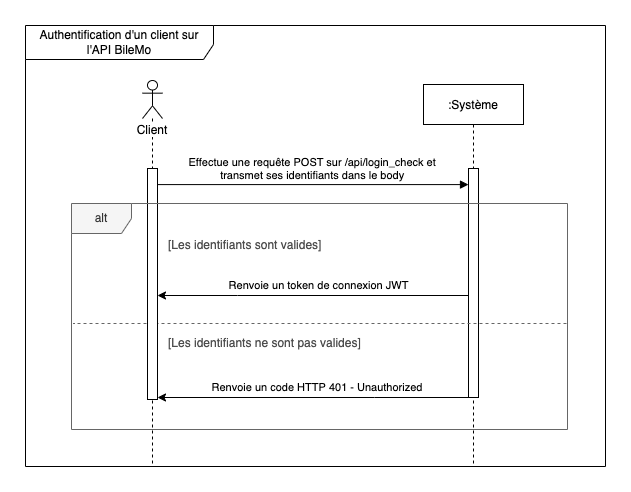 Authentification d'un client sur
l'API BileMo
Client
:Système
Effectue une requête POST sur /api/login_check et
transmet ses identifiants dans le body
alt
[Les identifiants sont valides]
Renvoie un token de connexion JWT
[Les identifiants ne sont pas valides]
Renvoie un code HTTP 401 - Unauthorized